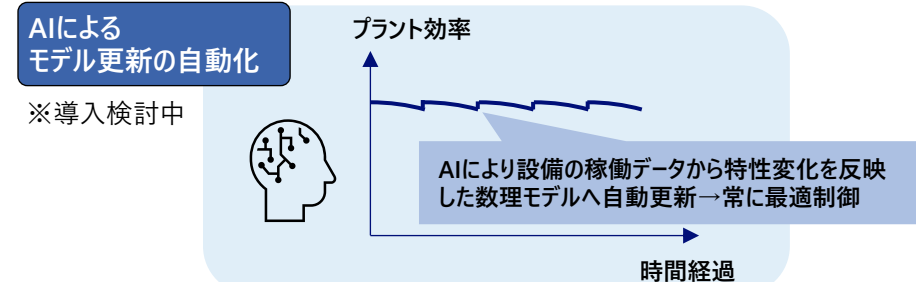 AIによる
モデル更新の自動化
※導入検討中
プラント効率
AIにより設備の稼働データから特性変化を反映
した数理モデルへ自動更新→常に最適制御
時間経過